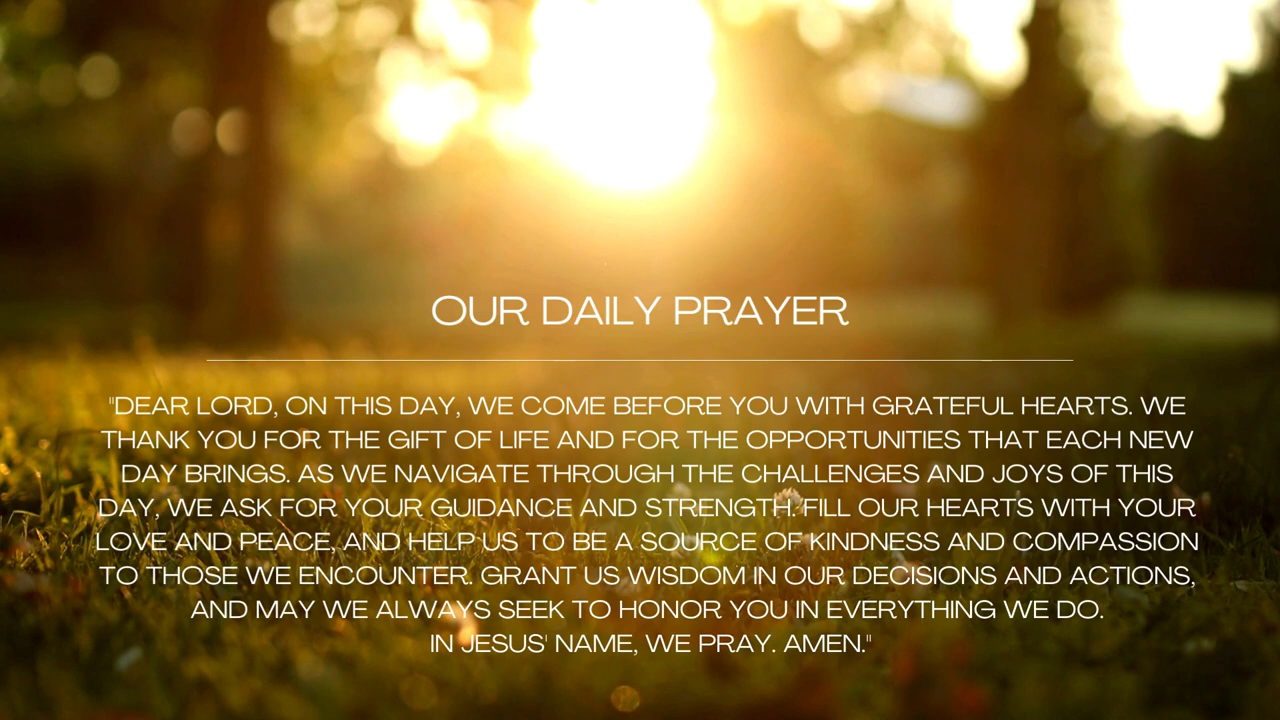 OUR DAILY PRAYER
"DEAR LORD, ON THIS DAY, WE COME BEFORE YOU WITH GRATEFUL HEARTS. WE
THANK YOU FOR THE GIFT OF LIFE AND FOR THE OPPORTUNITIES THAT EACH NEW
DAY BRINGS. AS WE NAVIGATE THROUGH THE CHALLENGES AND JOYS OF THIS
DAY, WE ASK FOR YOUR GUIDANCE AND STRENGTH. FILL OUR HEARTS WITH YOUR
LOVE AND PEACE, AND HELP US TO BE A SOURCE OF KINDNESS AND COMPASSION
TO THOSE WE ENCOUNTER. GRANT US WISDOM IN OUR DECISIONS AND ACTIONS,
AND MAY WE ALWAYS SEEK TO HONOR YOU IN EVERYTHING WE DO.
IN JESUS' NAME, WE PRAY. AMEN."